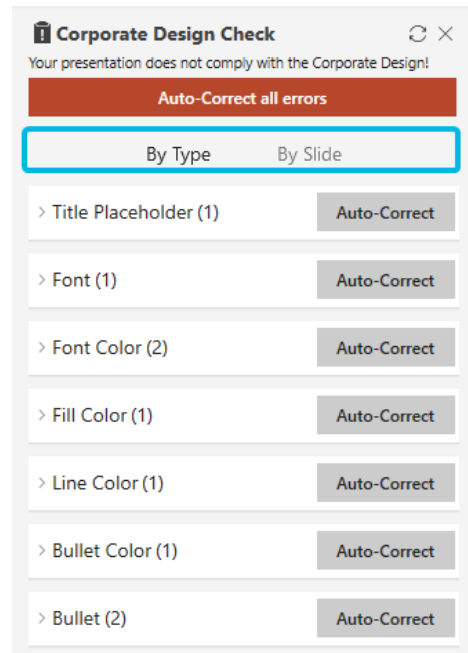 Corporate Design Check
Your presentation does not comply with the Corporate Design!
Auto-Correct all errors
By Type By Slide
Title Placeholder (1) Auto-Correct
Font (1) Auto-Correct
Font Color (2) Auto-Correct
Fill Color (1) Auto-Correct
Line Color (1) Auto-Correct
Bullet Color (1) Auto-Correct
Bullet (2) Auto-Correct